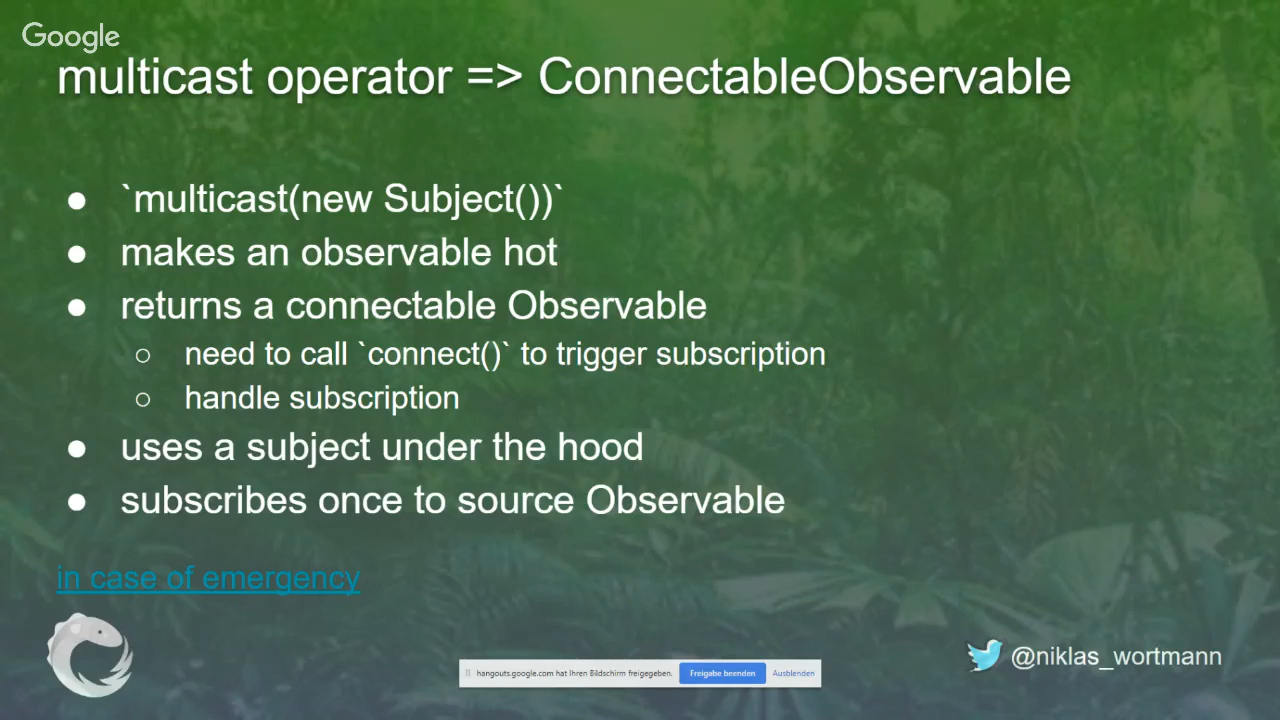 Google
multicast operator => ConnectableObservable
● `multicast(new Subject())`
● makes an observable hot
● returns a connectable Observable
○ need to call `connect()` to trigger subscription
○ handle subscription
● uses a subject under the hood
● subscribes once to source Observable
in case of emergency
@niklas_wortmann
hangouts.google.com hat Ihren Bildschirm freigegeben. Freigabe beenden Ausblenden